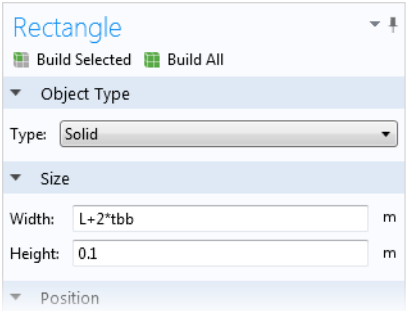 Rectangle
Build Selected Build All
Object Type
Type: Solid
Size
Width: L+2*tbb m
Height: 0.1 m
Position